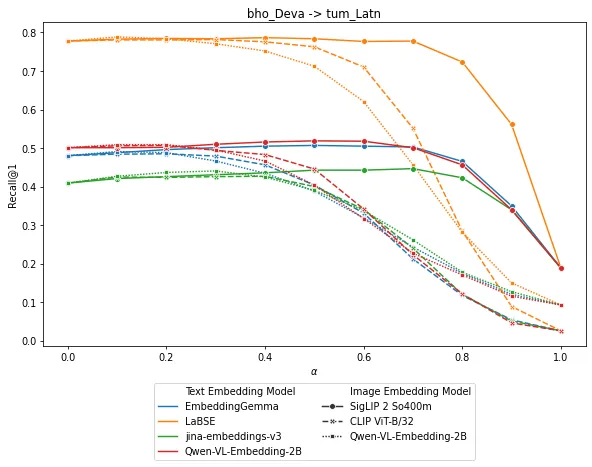 bho_Deva -> tum_Latn
Recall@1
0.8
0.7
0.6
0.5
0.4
0.3
0.2
0.1
0.0
0.0 0.2 0.4 0.6 0.8 1.0
α
Text Embedding Model Image Embedding Model
EmbeddingGemma SigLIP 2 So400m
LaBSE CLIP ViT-B/32
jina-embeddings-v3 Qwen-VL-Embedding-2B
Qwen-VL-Embedding-2B